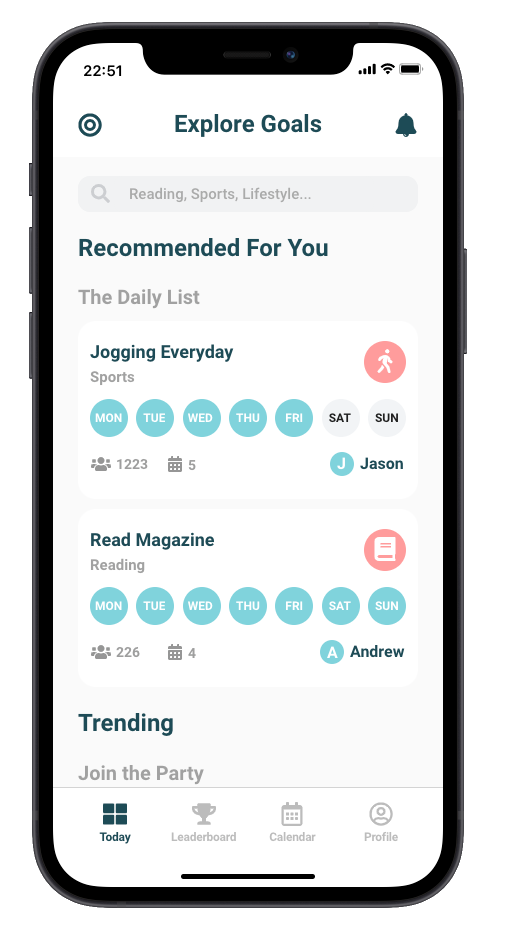 22:51
Explore Goals
Reading, Sports, Lifestyle...
Recommended For You
The Daily List
Jogging Everyday
Sports
MON TUE WED THU FRI SAT SUN
1223 5 J Jason
Read Magazine
Reading
MON TUE WED THU FRI SAT SUN
226 4 A Andrew
Trending
Join the Party
Today Leaderboard Calendar Profile